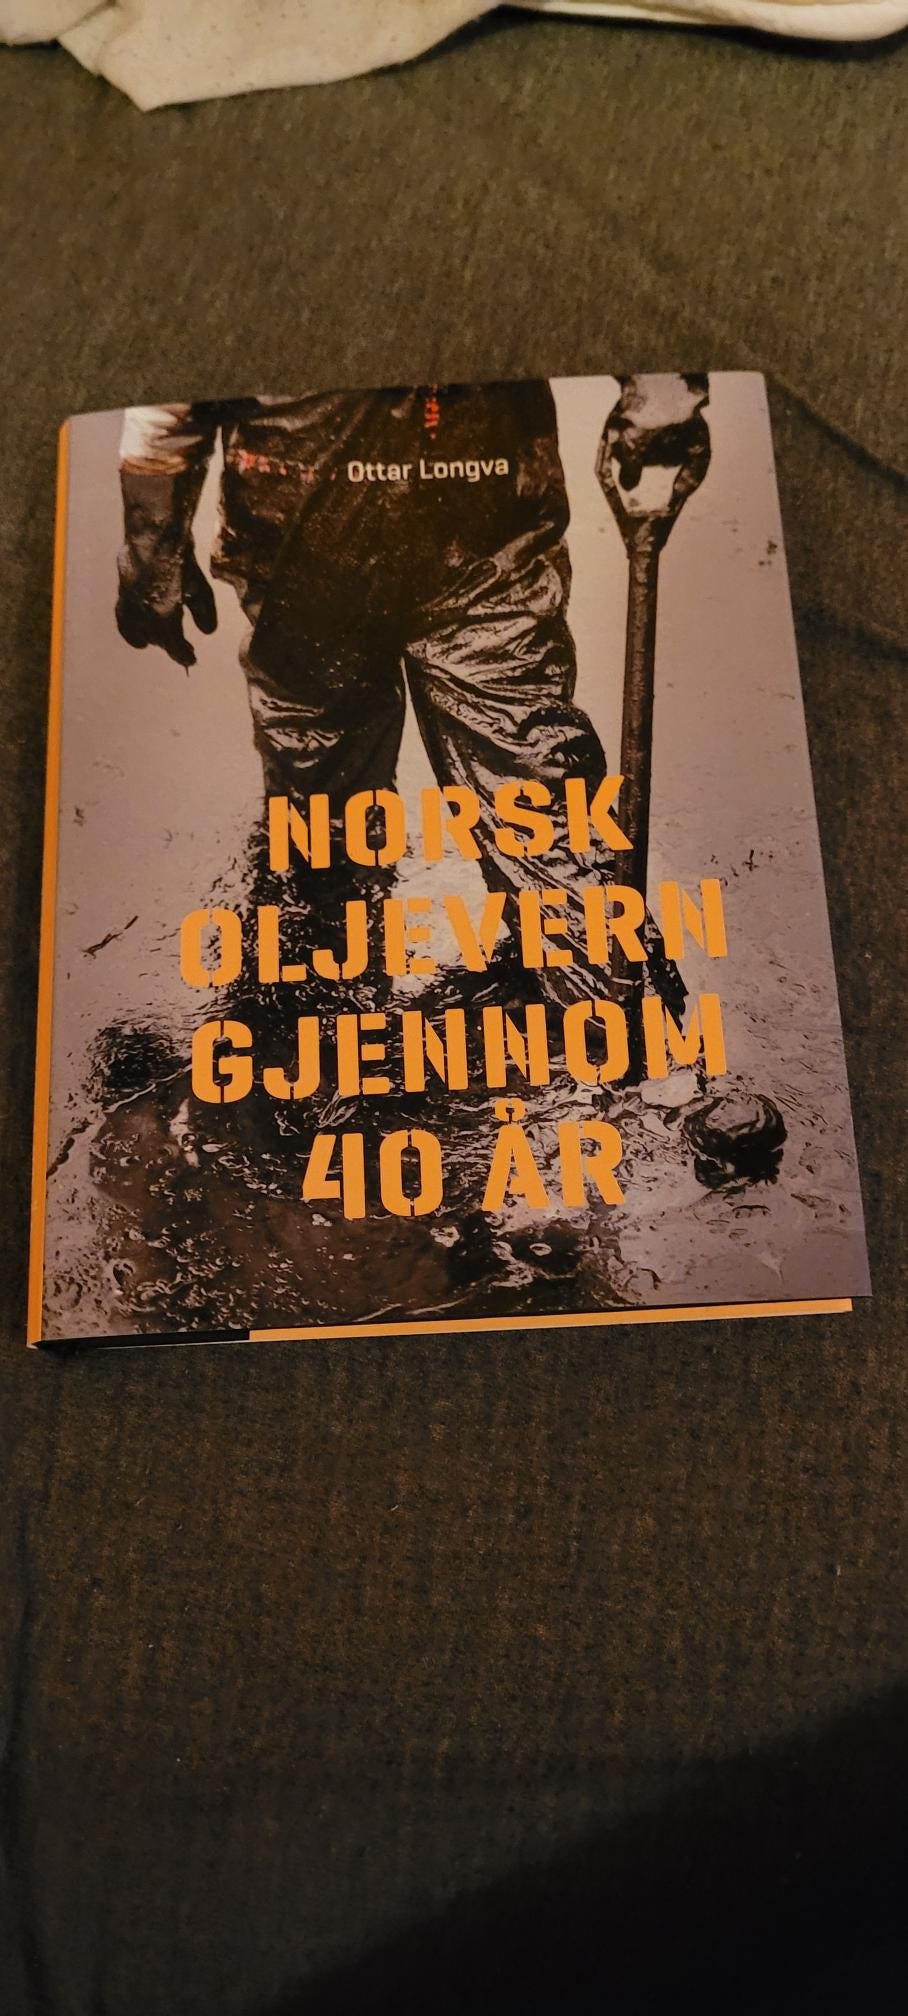 Ottar Longva
NORSK
OLJEVERN
GJENNOM
40 ÅR